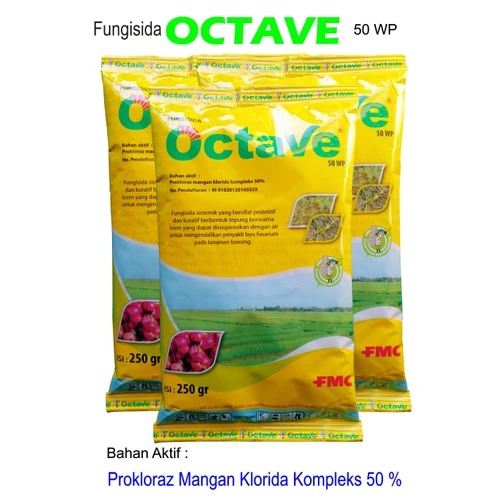 Fungisida OCTAVE 50 WP
FUNGISIDA
Octave
50 WP
Bahan aktif :
Prokloraz mangan klorida kompleks 50%
No. Pendaftaran : RI 01020120165525
Fungisida sistemik yang bersifat protektif
dan kuratif berbentuk tepung berwarna
krem yang dapat disuspensikan dengan air
untuk mengendalikan penyakit layu fusarium
pada tanaman bawang.
ISI : 250 gr
FMC
Bahan Aktif :
Prokloraz Mangan Klorida Kompleks 50 %